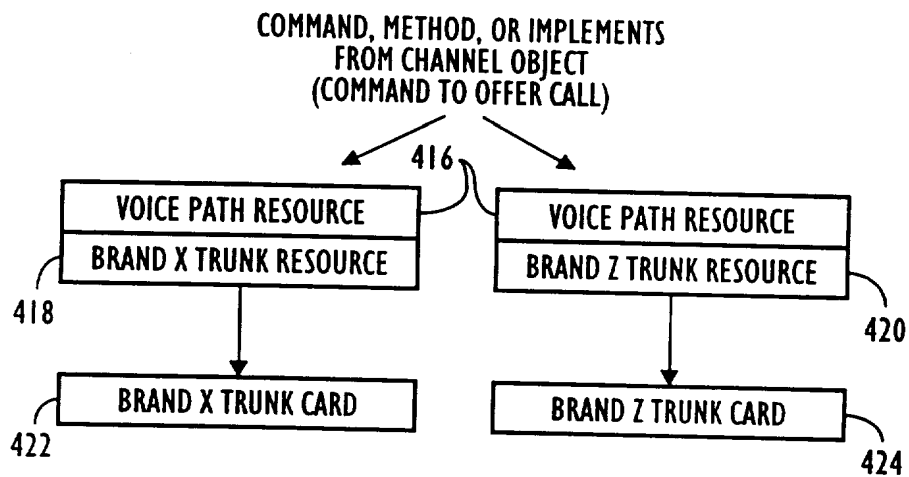 COMMAND, METHOD, OR IMPLEMENTS
FROM CHANNEL OBJECT
(COMMAND TO OFFER CALL)
416
VOICE PATH RESOURCE
BRAND X TRUNK RESOURCE
418
BRAND X TRUNK CARD
422
VOICE PATH RESOURCE
BRAND Z TRUNK RESOURCE
420
BRAND Z TRUNK CARD
424